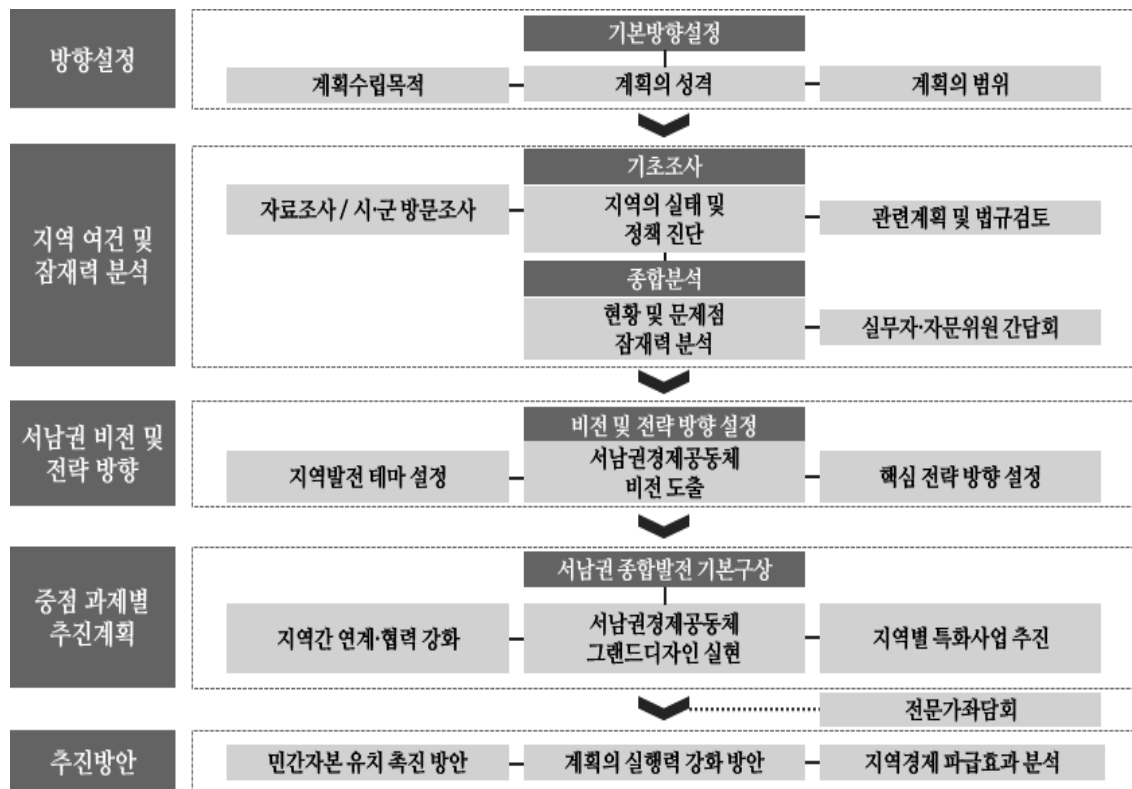 방향설정
기본방향설정
계획수립목적
계획의 성격
계획의 범위
지역 여건 및
잠재력 분석
기초조사
자료조사 / 시·군 방문조사
지역의 실태 및
정책 진단
관련계획 및 법규검토
종합분석
현황 및 문제점
잠재력 분석
실무자·자문위원 간담회
서남권 비전 및
전략 방향
비전 및 전략 방향 설정
지역발전 테마 설정
서남권경제공동체
비전 도출
핵심 전략 방향 설정
중점 과제별
추진계획
서남권 종합발전 기본구상
지역간 연계·협력 강화
서남권경제공동체
그랜드디자인 실현
지역별 특화사업 추진
전문가좌담회
추진방안
민간자본 유치 촉진 방안
계획의 실행력 강화 방안
지역경제 파급효과 분석